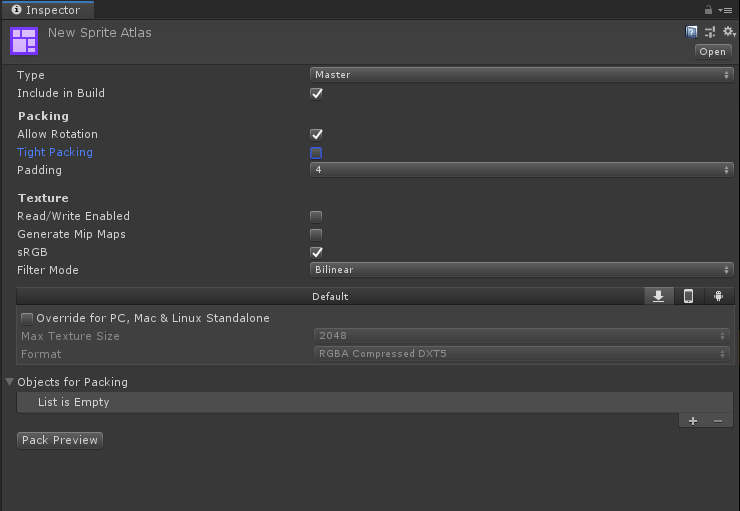 Inspector
New Sprite Atlas
Open
Type Master
Include in Build
Packing
Allow Rotation
Tight Packing
Padding 4
Texture
Read/Write Enabled
Generate Mip Maps
sRGB
Filter Mode Bilinear
Default
Override for PC, Mac & Linux Standalone
Max Texture Size 2048
Format RGBA Compressed DXT5
Objects for Packing
List is Empty
Pack Preview